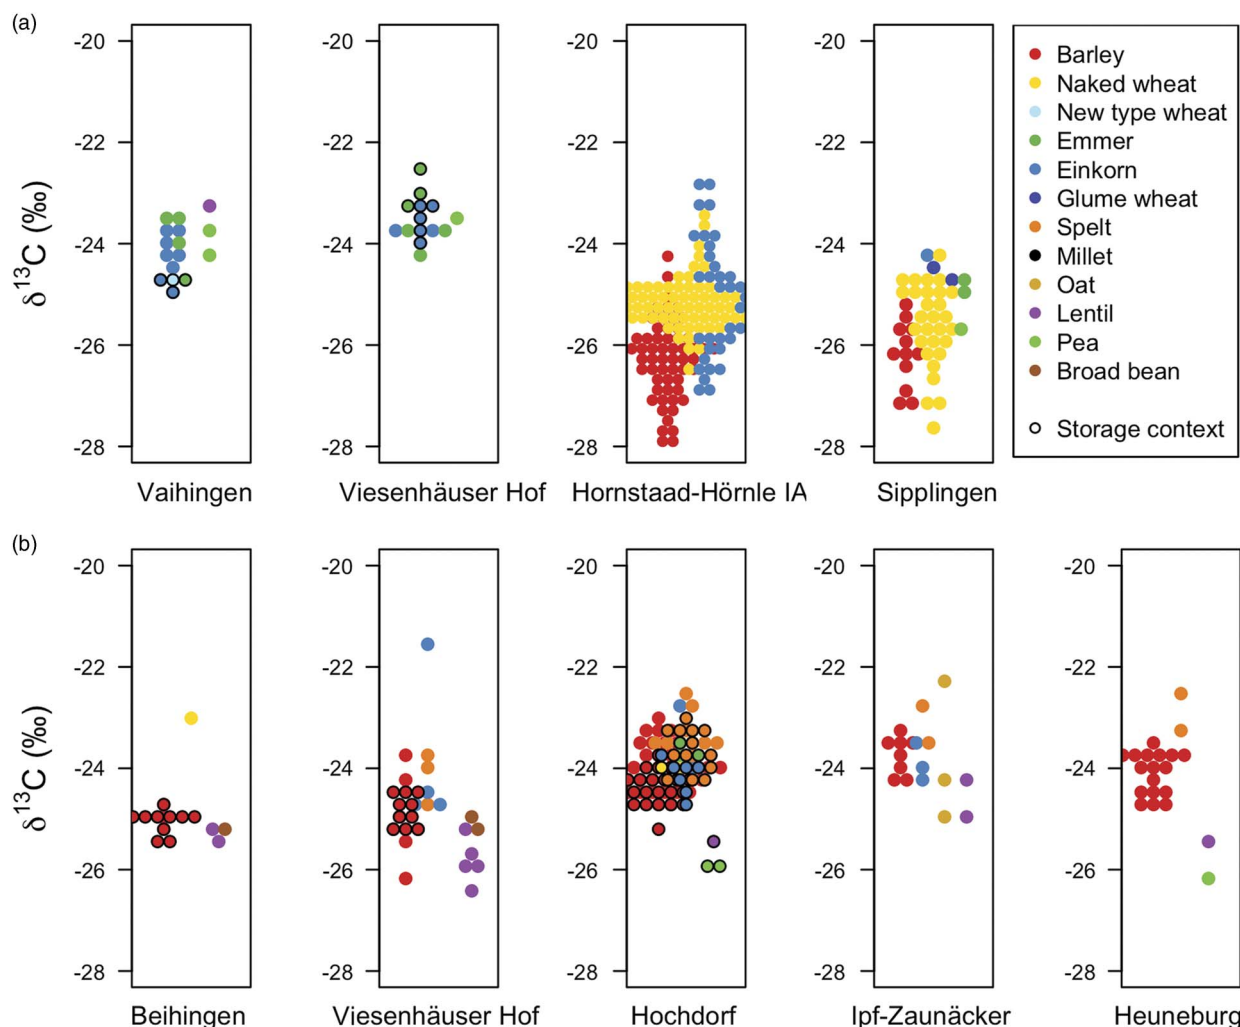 (a)
δ¹³C (‰)
-20
-22
-24
-26
-28
Vaihingen
-20
-22
-24
-26
-28
Viesenhäuser Hof
-20
-22
-24
-26
-28
Hornstaad-Hörnle IA
-20
-22
-24
-26
-28
Sipplingen
Barley
Naked wheat
New type wheat
Emmer
Einkorn
Glume wheat
Spelt
Millet
Oat
Lentil
Pea
Broad bean
Storage context
(b)
δ¹³C (‰)
-20
-22
-24
-26
-28
Beihingen
-20
-22
-24
-26
-28
Viesenhäuser Hof
-20
-22
-24
-26
-28
Hochdorf
-20
-22
-24
-26
-28
Ipf-Zaunäcker
-20
-22
-24
-26
-28
Heuneburg